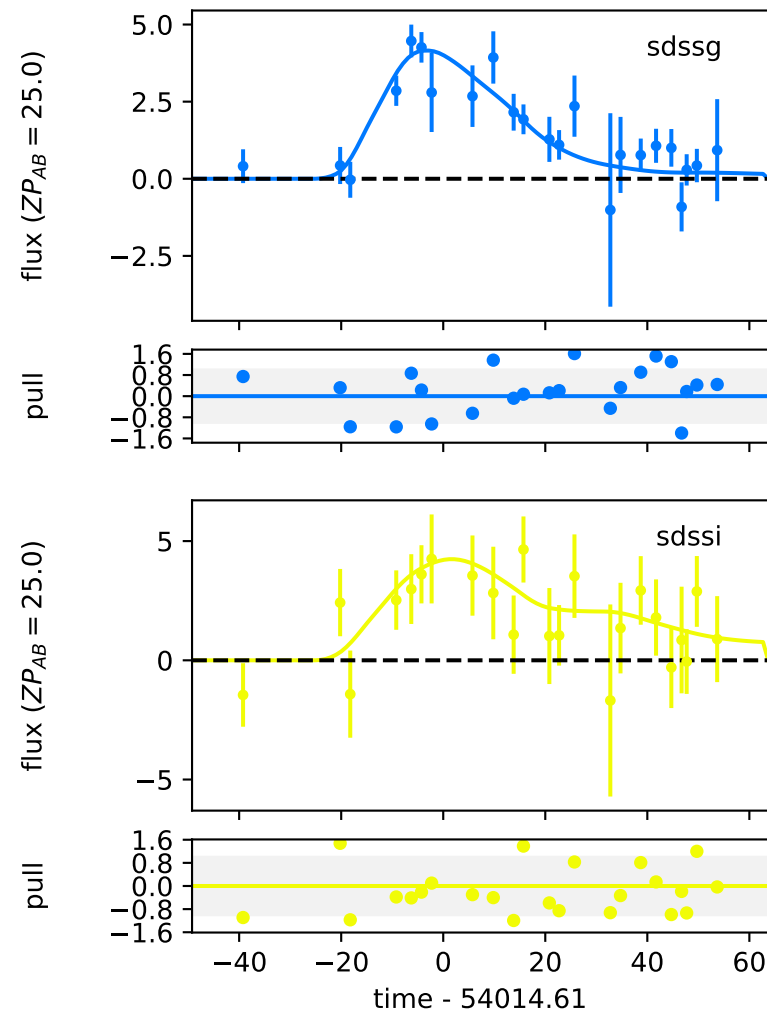 sdssg
flux (ZP_AB = 25.0)
5.0
2.5
0.0
−2.5
pull
1.6
0.8
0.0
−0.8
−1.6
sdssi
flux (ZP_AB = 25.0)
5
0
−5
pull
1.6
0.8
0.0
−0.8
−1.6
−40 −20 0 20 40 60
time - 54014.61